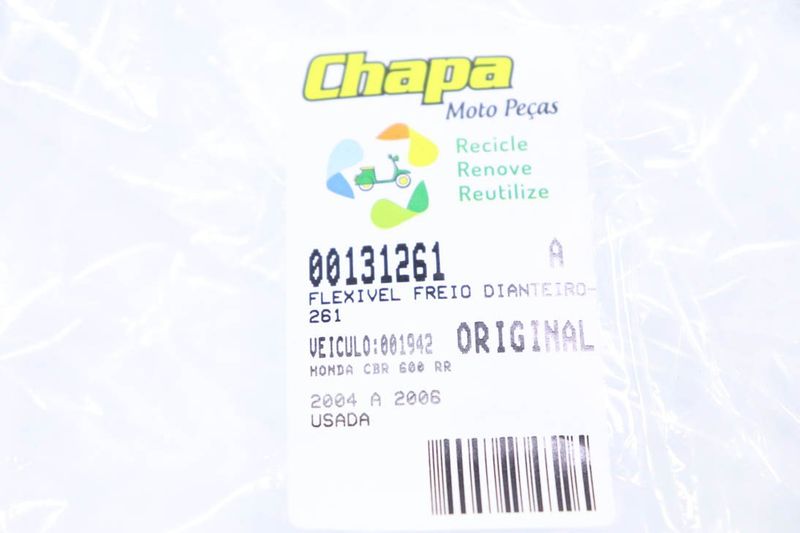 Chapa
Moto Peças
Recicle
Renove
Reutilize
00131261 A
FLEXIVEL FREIO DIANTEIRO-
261
VEICULO:001942 ORIGINAL
HONDA CBR 600 RR
2004 A 2006
USADA